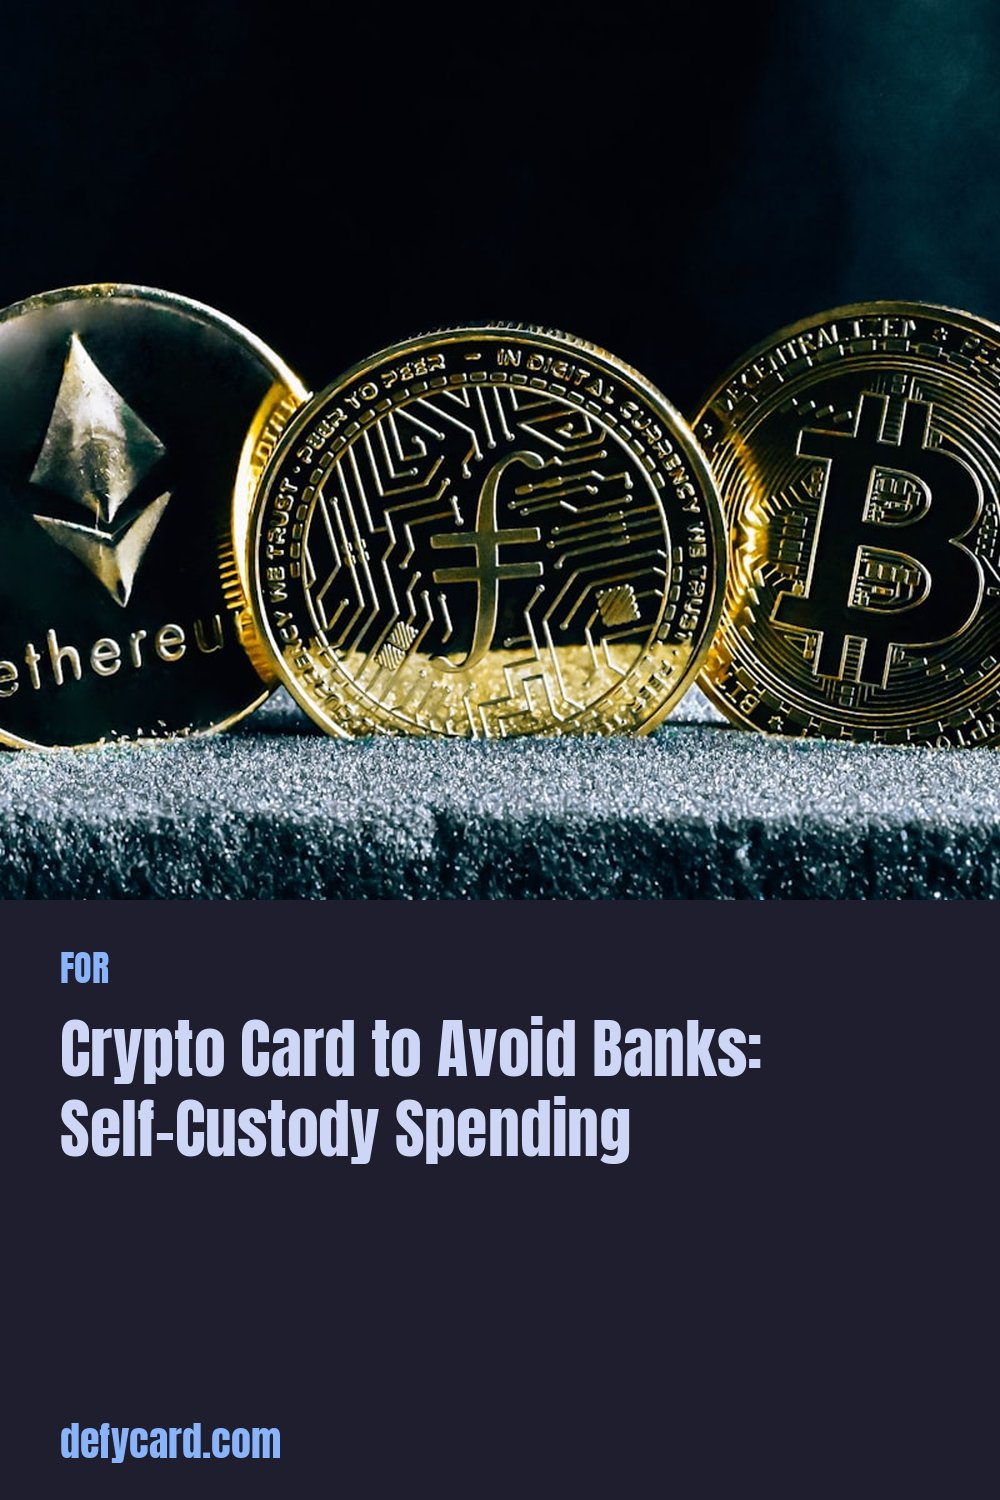 PEER TO PEER – IN DIGITAL CURRENCY WE TRUST
DECENTRALIZED
ethereu
FOR
Crypto Card to Avoid Banks:
Self-Custody Spending
defycard.com